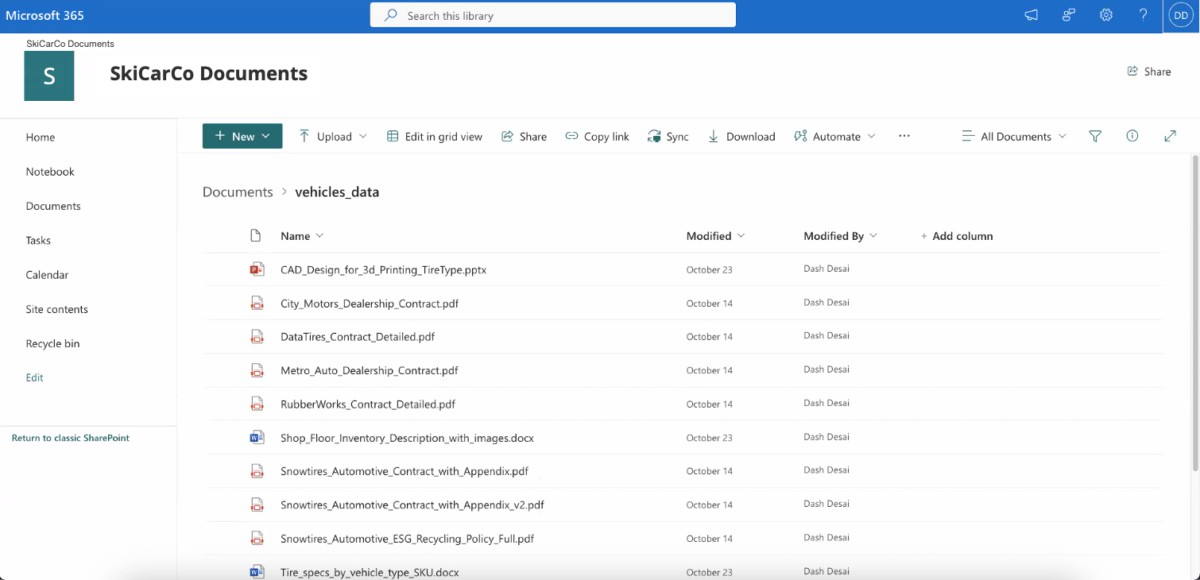 Microsoft 365
Search this library
DD
SkiCarCo Documents
S
SkiCarCo Documents
Share
Home
Notebook
Documents
Tasks
Calendar
Site contents
Recycle bin
Edit
Return to classic SharePoint
+ New Upload Edit in grid view Share Copy link Sync Download Automate ··· All Documents
Documents > vehicles_data
Name Modified Modified By + Add column
CAD_Design_for_3d_Printing_TireType.pptx October 23 Dash Desai
City_Motors_Dealership_Contract.pdf October 14 Dash Desai
DataTires_Contract_Detailed.pdf October 14 Dash Desai
Metro_Auto_Dealership_Contract.pdf October 14 Dash Desai
RubberWorks_Contract_Detailed.pdf October 14 Dash Desai
Shop_Floor_Inventory_Description_with_images.docx October 23 Dash Desai
Snowtires_Automotive_Contract_with_Appendix.pdf October 14 Dash Desai
Snowtires_Automotive_Contract_with_Appendix_v2.pdf October 14 Dash Desai
Snowtires_Automotive_ESG_Recycling_Policy_Full.pdf October 14 Dash Desai
Tire_specs_by_vehicle_type_SKU.docx October 23 Dash Desai